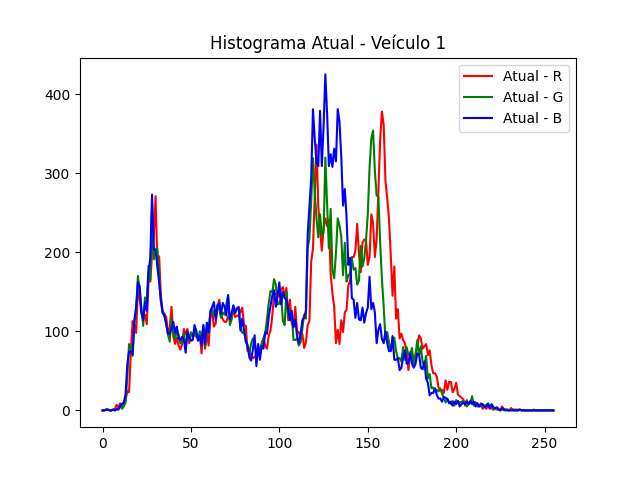 Histograma Atual - Veículo 1
Atual - R
Atual - G
Atual - B
400
300
200
100
0
0 50 100 150 200 250